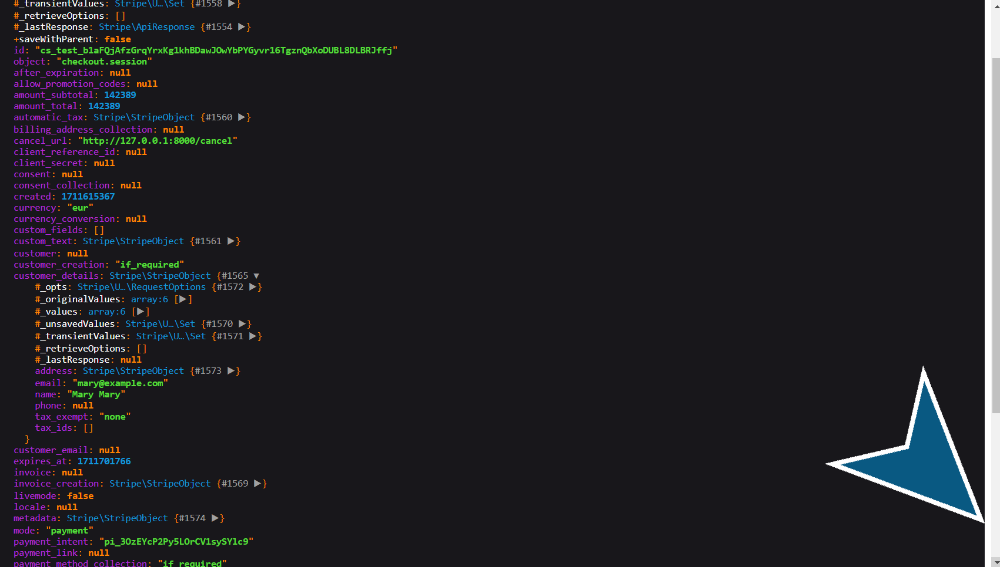 #_transientValues: Stripe\U…\Set {#1558 ▶}
#_retrieveOptions: []
#_lastResponse: Stripe\ApiResponse {#1554 ▶}
+saveWithParent: false
id: "cs_test_b1aFQjAfzGrqYrxKg1khBDawJOwYbPYGyvr16TgznQbXoDUBL8DLBRJffj"
object: "checkout.session"
after_expiration: null
allow_promotion_codes: null
amount_subtotal: 142389
amount_total: 142389
automatic_tax: Stripe\StripeObject {#1560 ▶}
billing_address_collection: null
cancel_url: "http://127.0.0.1:8000/cancel"
client_reference_id: null
client_secret: null
consent: null
consent_collection: null
created: 1711615367
currency: "eur"
currency_conversion: null
custom_fields: []
custom_text: Stripe\StripeObject {#1561 ▶}
customer: null
customer_creation: "if_required"
customer_details: Stripe\StripeObject {#1565 ▼
#_opts: Stripe\U…\RequestOptions {#1572 ▶}
#_originalValues: array:6 [▶]
#_values: array:6 [▶]
#_unsavedValues: Stripe\U…\Set {#1570 ▶}
#_transientValues: Stripe\U…\Set {#1571 ▶}
#_retrieveOptions: []
#_lastResponse: null
address: Stripe\StripeObject {#1573 ▶}
email: "mary@example.com"
name: "Mary Mary"
phone: null
tax_exempt: "none"
tax_ids: []
}
customer_email: null
expires_at: 1711701766
invoice: null
invoice_creation: Stripe\StripeObject {#1569 ▶}
livemode: false
locale: null
metadata: Stripe\StripeObject {#1574 ▶}
mode: "payment"
payment_intent: "pi_3OzEYcP2Py5LOrCV1sySYlc9"
payment_link: null
payment_method_collection: "if_required"